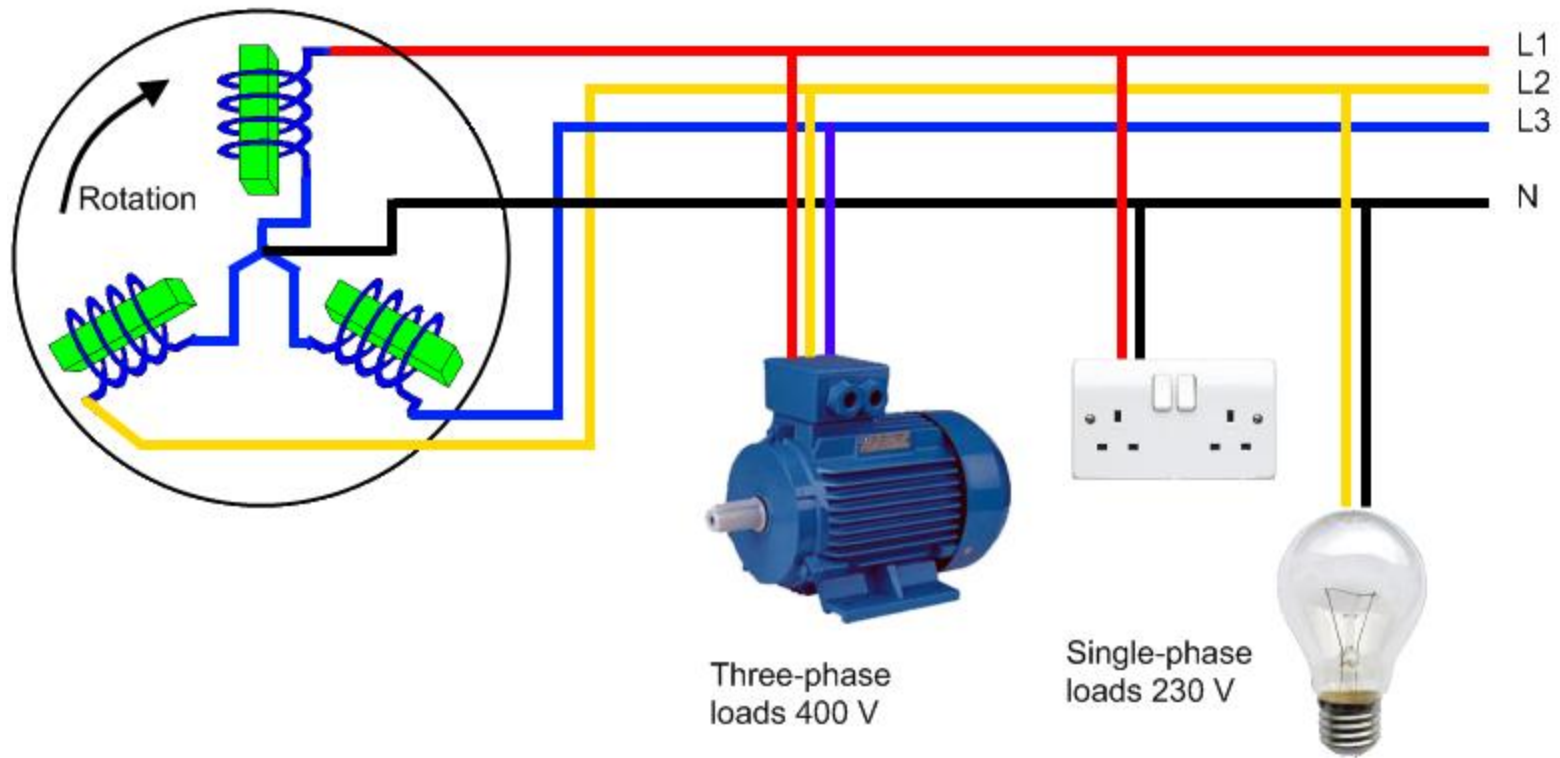 L1
L2
L3
N
Rotation
Three-phase
loads 400 V
Single-phase
loads 230 V